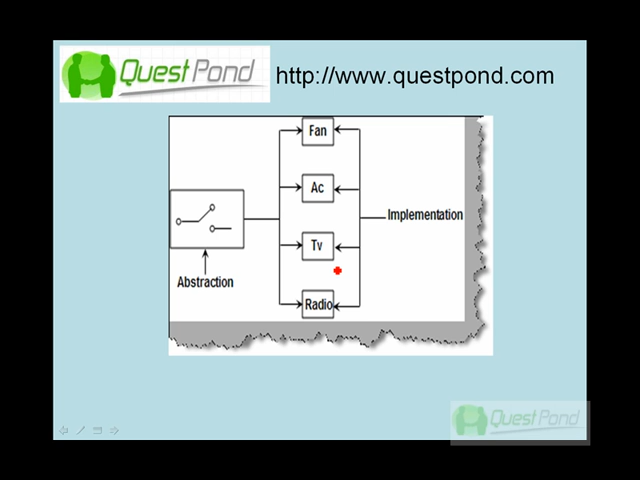 QuestPond
http://www.questpond.com
Fan
Ac
Implementation
Tv
Abstraction
Radio
QuestPond